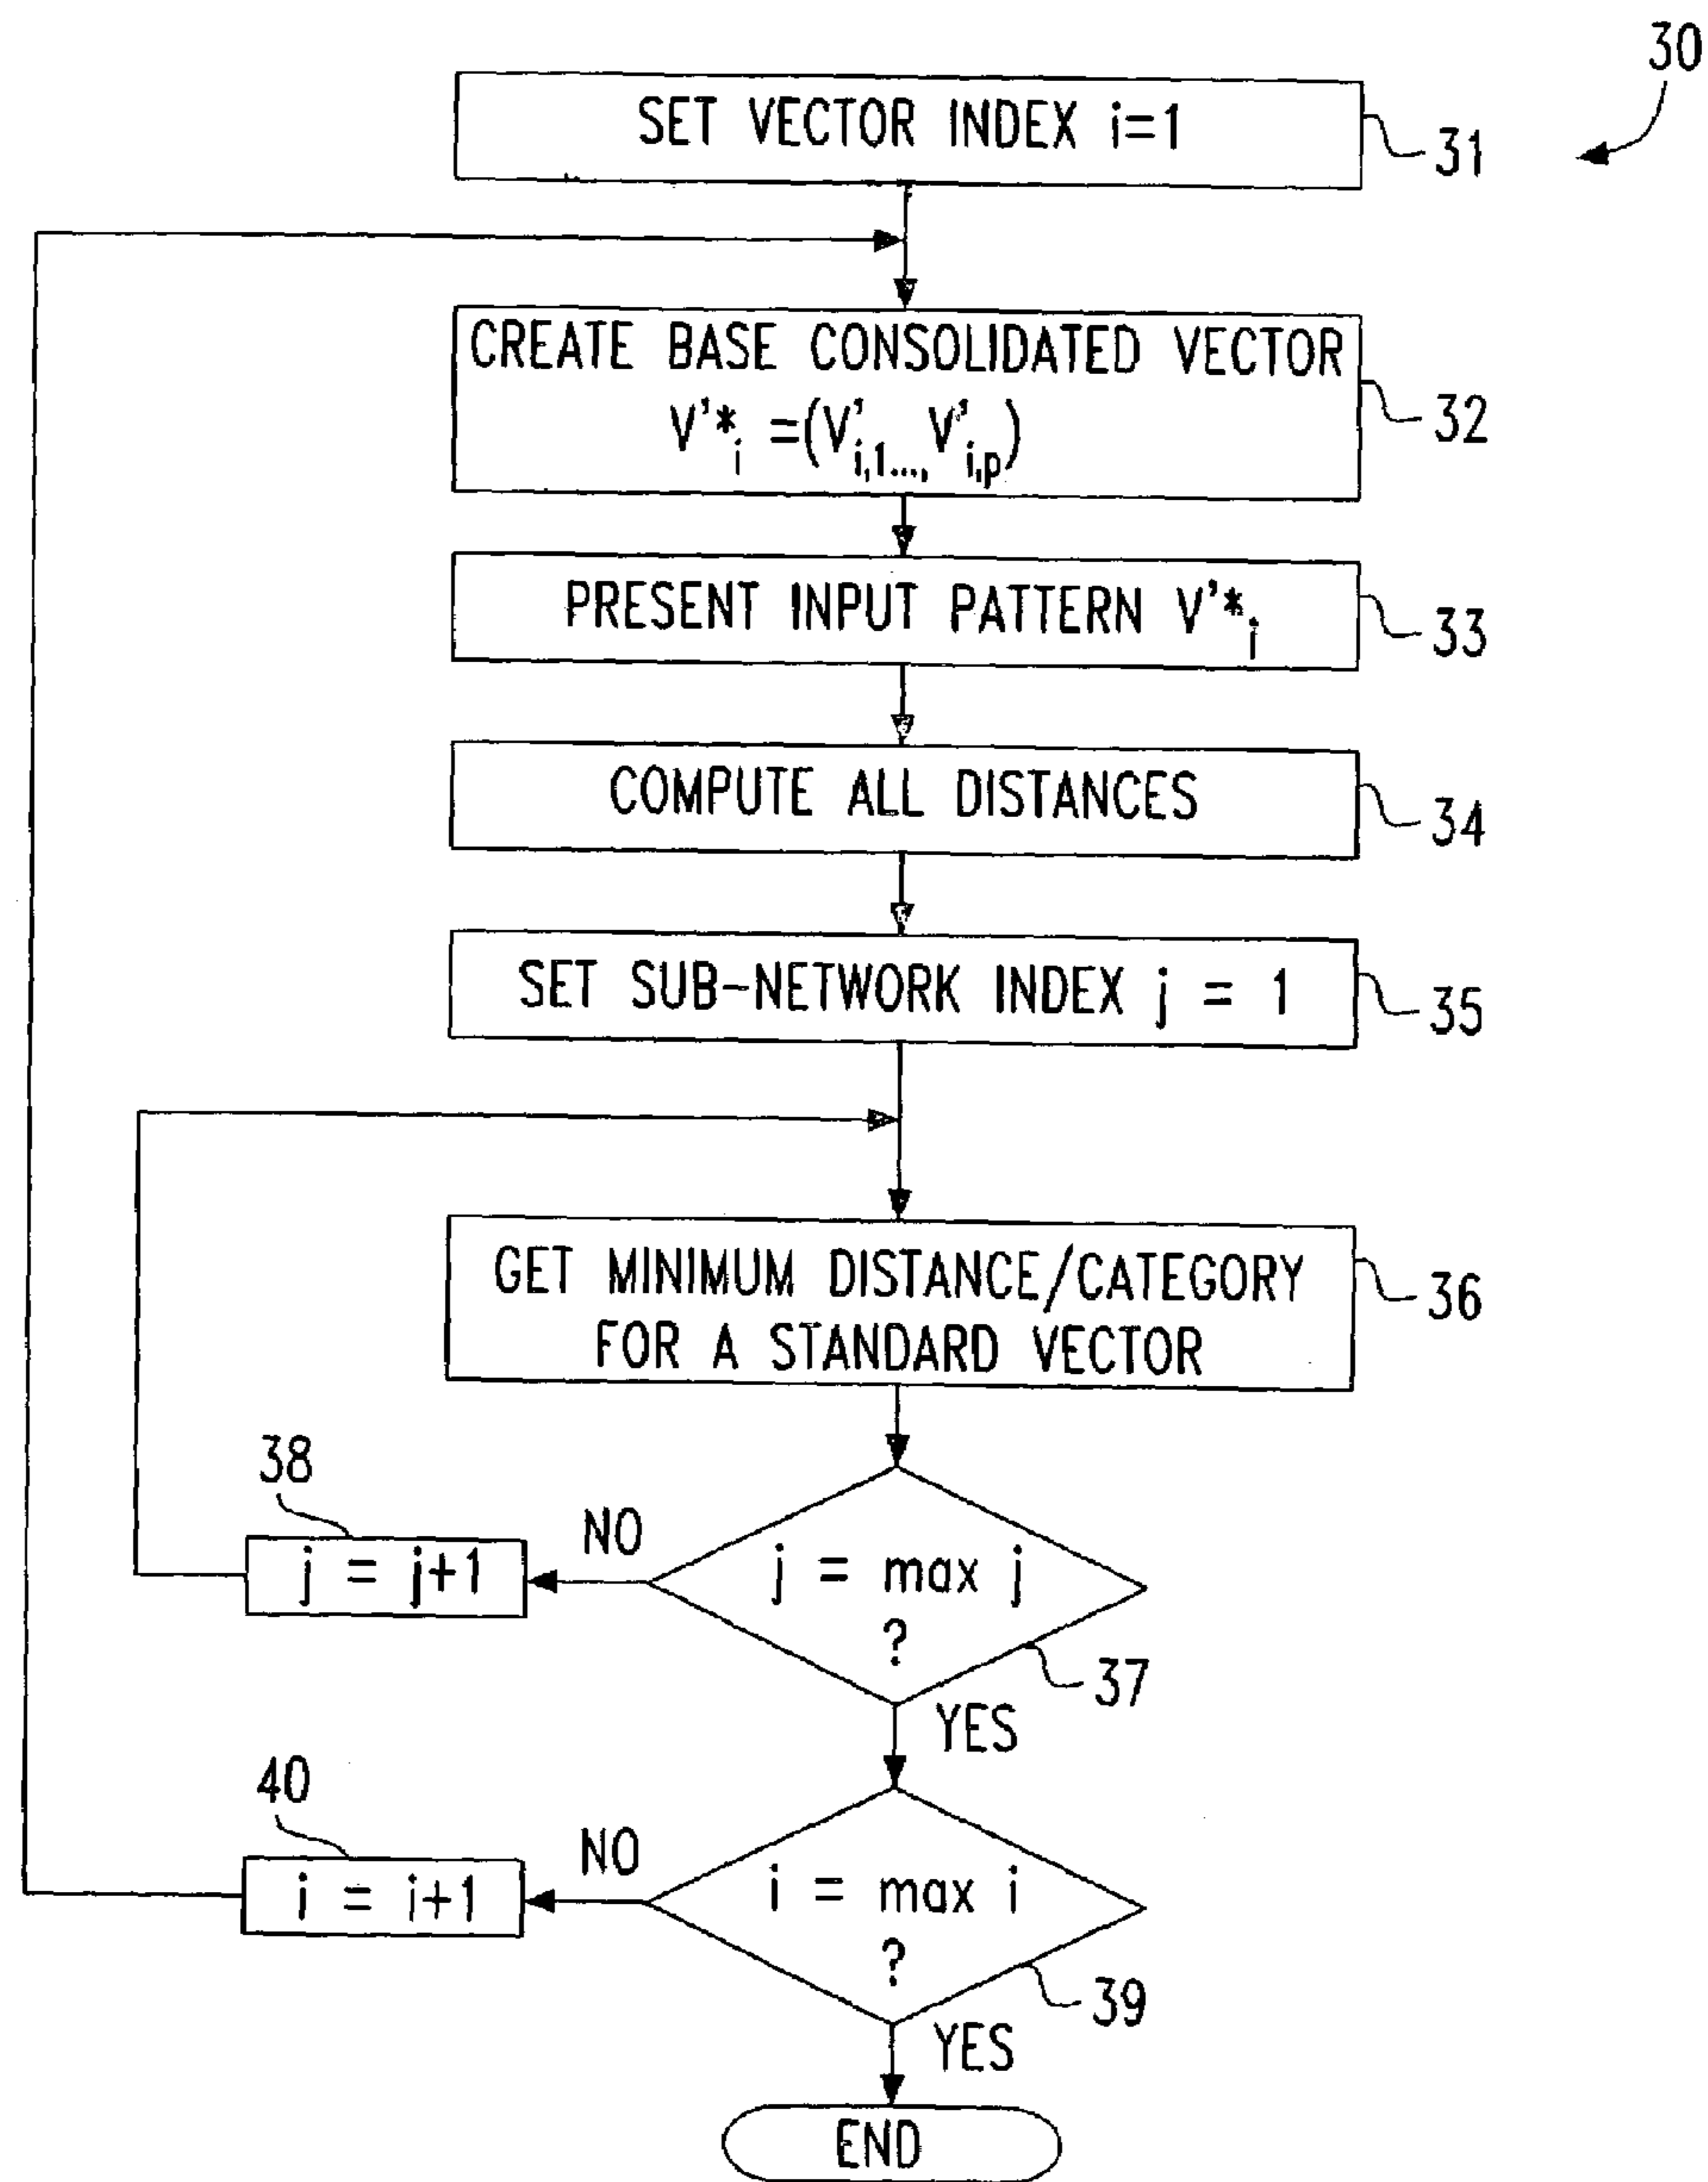 30
SET VECTOR INDEX i=1
31
CREATE BASE CONSOLIDATED VECTOR
V'*i =(V'i,1..., V'i,p)
32
PRESENT INPUT PATTERN V'*i
33
COMPUTE ALL DISTANCES
34
SET SUB-NETWORK INDEX j = 1
35
GET MINIMUM DISTANCE/CATEGORY
FOR A STANDARD VECTOR
36
38
j = j+1
NO
j = max j
?
37
YES
40
i = i+1
NO
i = max i
?
39
YES
END